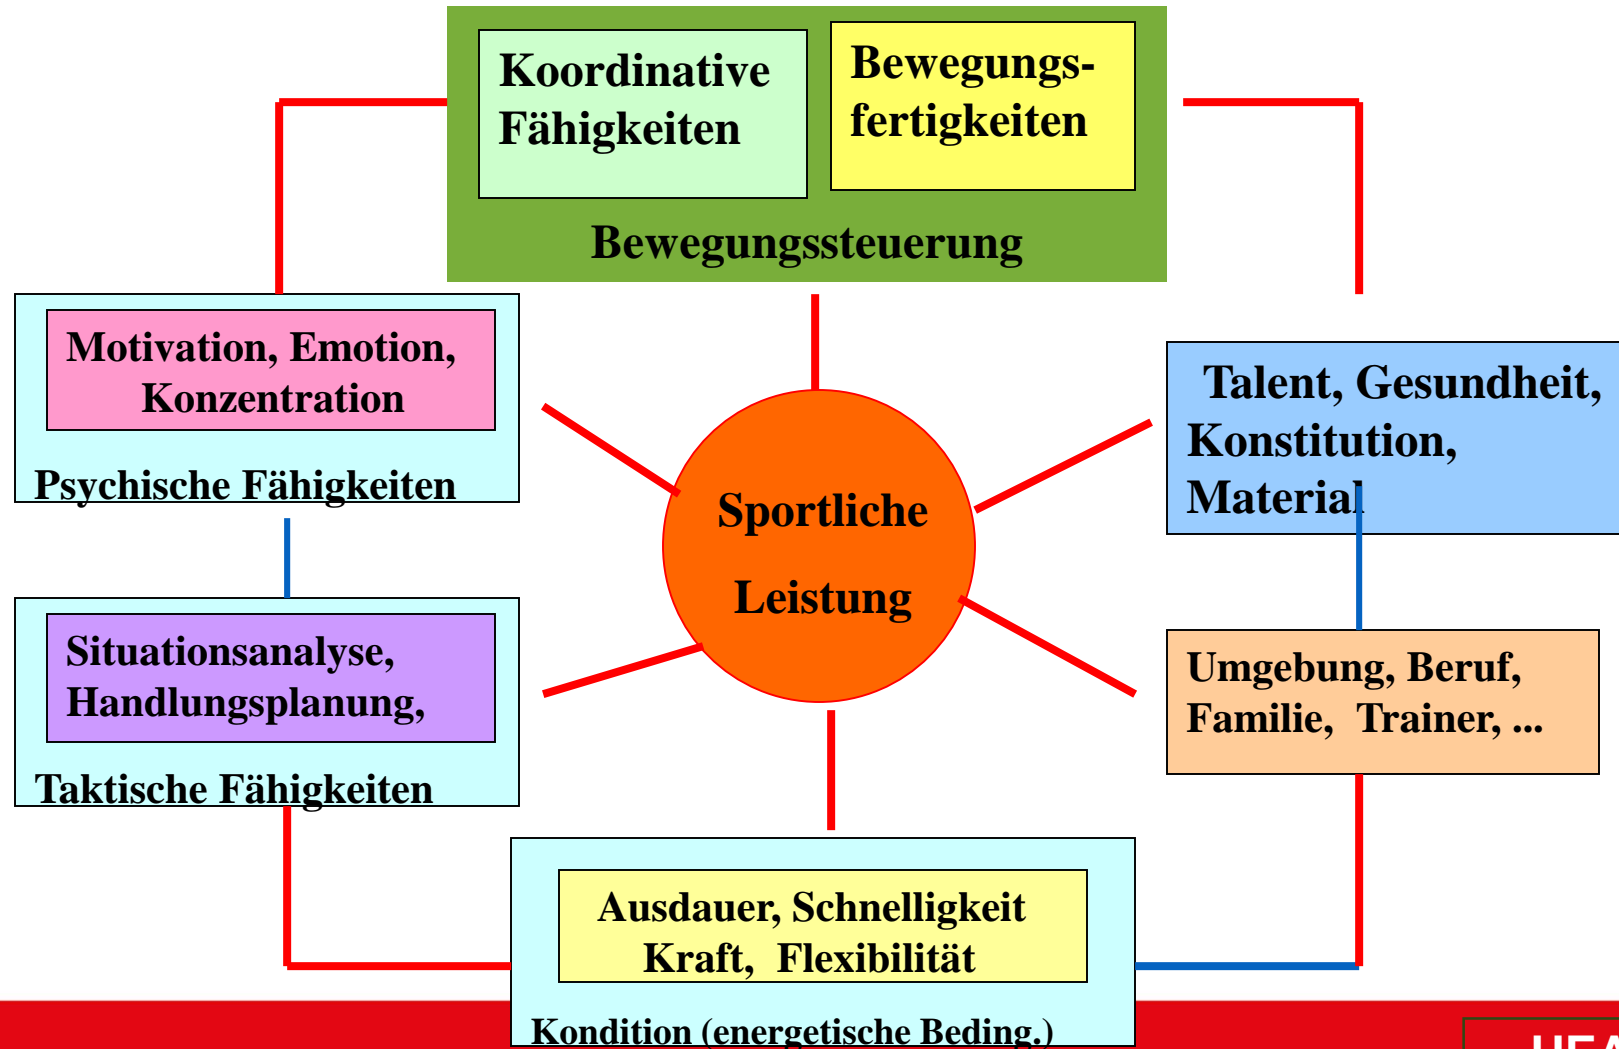 Koordinative
Fähigkeiten
Bewegungs-
fertigkeiten
Bewegungssteuerung
Motivation, Emotion,
Konzentration
Psychische Fähigkeiten
Talent, Gesundheit,
Konstitution,
Material
Sportliche
Leistung
Situationsanalyse,
Handlungsplanung,
Taktische Fähigkeiten
Umgebung, Beruf,
Familie, Trainer, ...
Ausdauer, Schnelligkeit
Kraft, Flexibilität
Kondition (energetische Beding.)